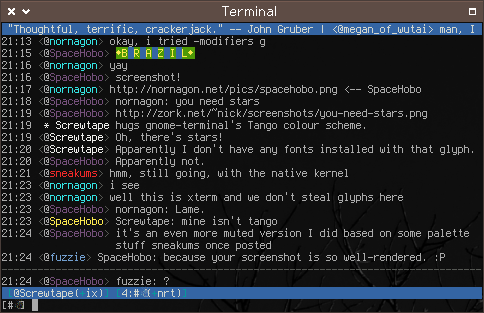 Terminal
"Thoughtful, terrific, crackerjack." -- John Gruber | <@megan_of_wutai> man, I
21:13 <@nornagon> okay, i tried -modifiers g
21:15 <@SpaceHobo> ★B R A Z I L★
21:16 <@nornagon> yay
21:16 <@SpaceHobo> screenshot!
21:17 <@nornagon> http://nornagon.net/pics/spacehobo.png <-- SpaceHobo
21:18 <@SpaceHobo> nornagon: you need stars
21:19 <@SpaceHobo> http://zork.net/~nick/screenshots/you-need-stars.png
21:19 * Screwtape hugs gnome-terminal's Tango colour scheme.
21:19 <@Screwtape> Oh, there's stars!
21:20 <@Screwtape> Apparently I don't have any fonts installed with that glyph.
21:20 <@SpaceHobo> Apparently not.
21:21 <@sneakums> hmm, still going, with the native kernel
21:23 <@nornagon> i see
21:23 <@nornagon> well this is xterm and we don't steal glyphs here
21:23 <@SpaceHobo> nornagon: Lame.
21:24 <@SpaceHobo> Screwtape: mine isn't tango
21:24 <@SpaceHobo> it's an even more muted version I did based on some palette
stuff sneakums once posted
21:24 <@fuzzie> SpaceHobo: because your screenshot is so well-rendered. :P
21:24 <@SpaceHobo> fuzzie: ?
[@Screwtape( ix)] [4:# ( nrt)]
[# ]